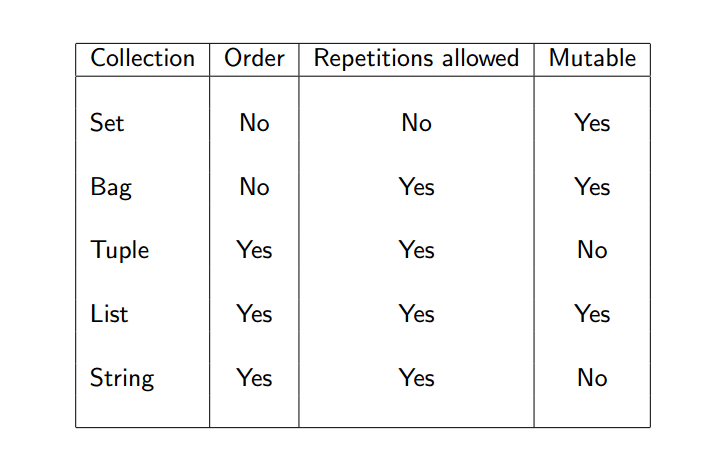 Collection Order Repetitions allowed Mutable
Set No No Yes
Bag No Yes Yes
Tuple Yes Yes No
List Yes Yes Yes
String Yes Yes No